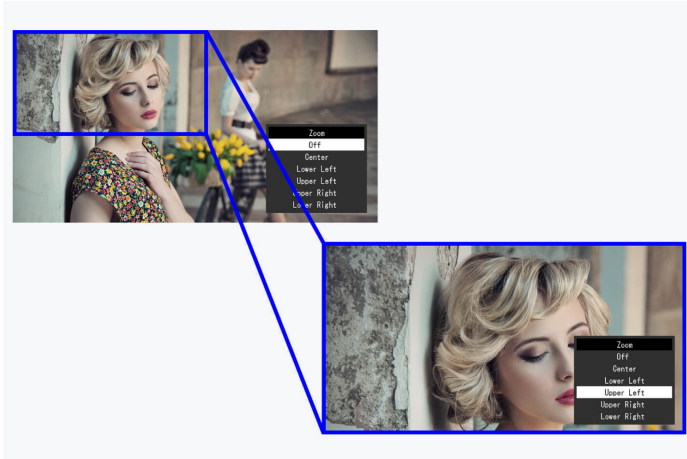 Zoom
Off
Center
Lower Left
Upper Left
Upper Right
Lower Right
Zoom
Off
Center
Lower Left
Upper Left
Upper Right
Lower Right